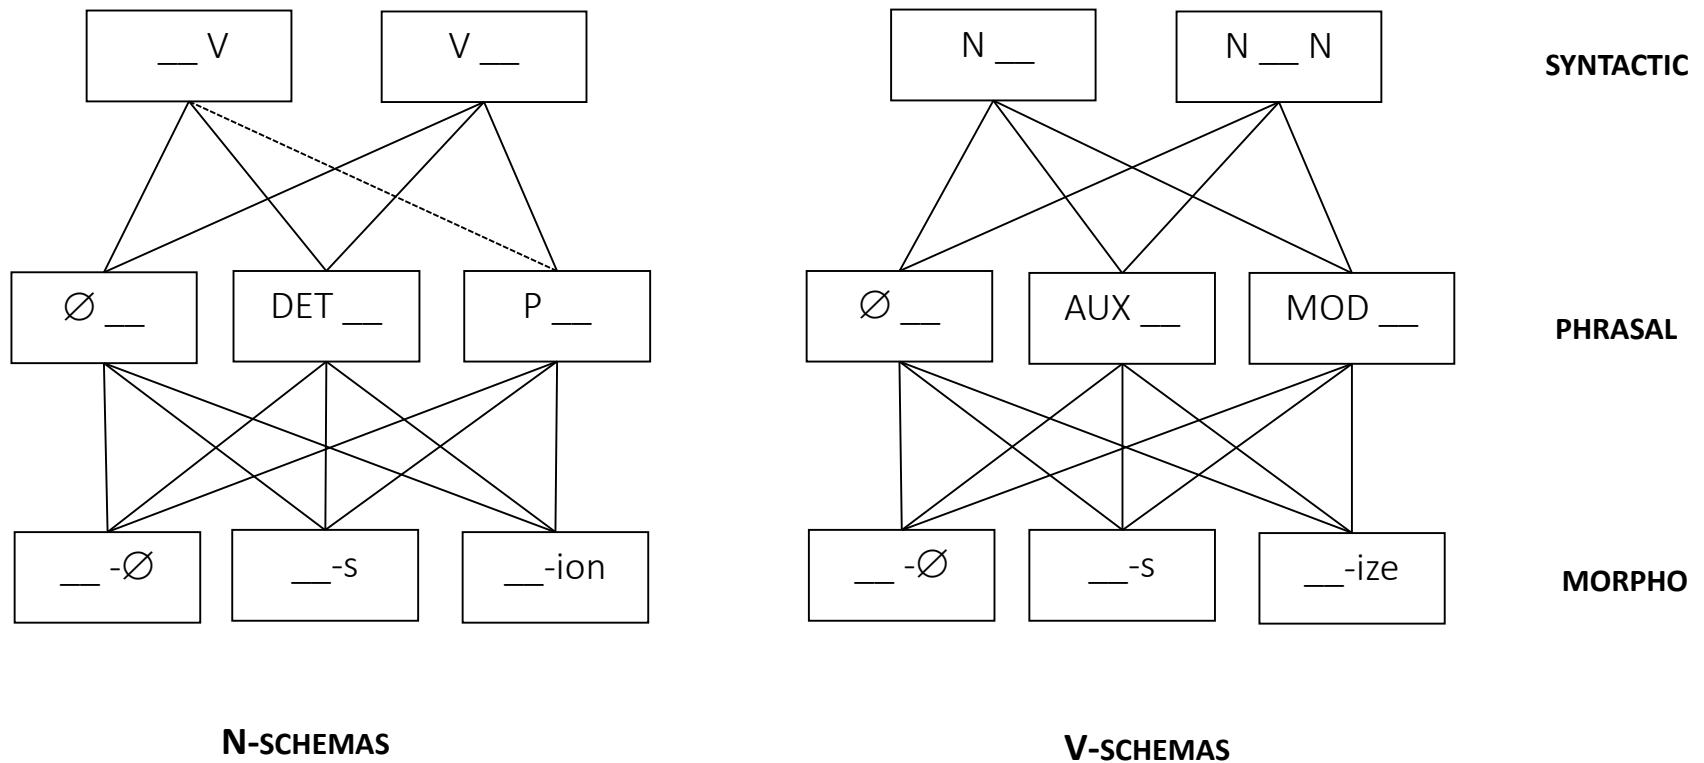 __ V
V __
N __
N __ N
SYNTACTIC
∅ __
DET __
P __
∅ __
AUX __
MOD __
PHRASAL
__ -∅
__-s
__-ion
__ -∅
__-s
__-ize
MORPHO
N-SCHEMAS
V-SCHEMAS